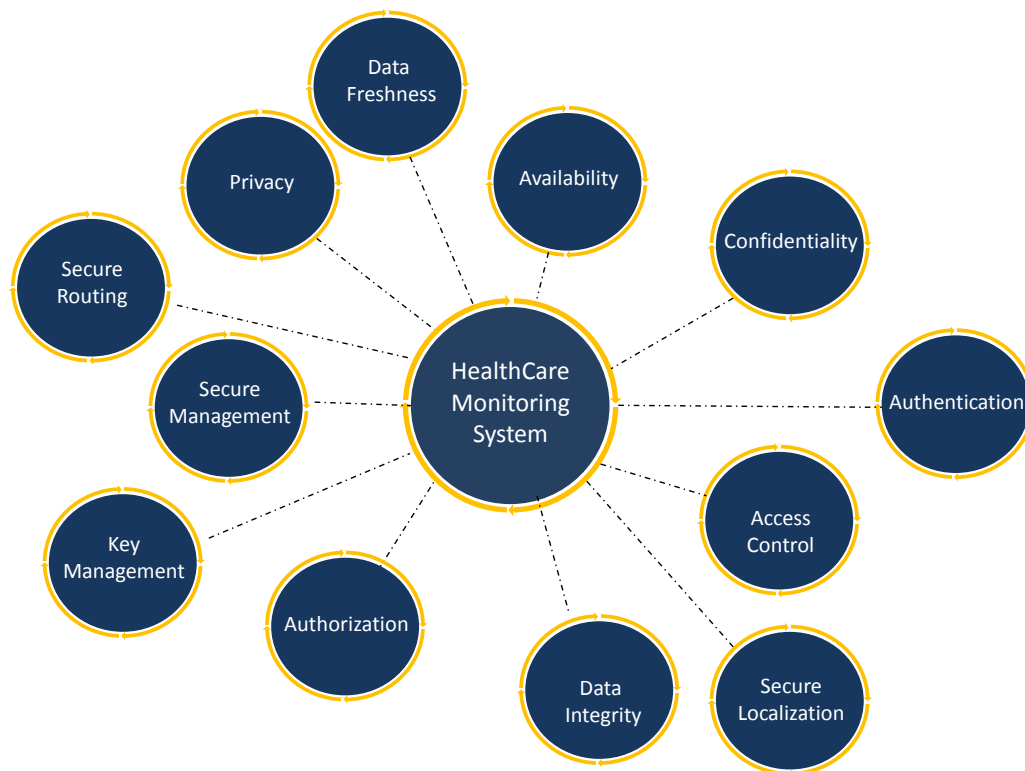 Data
Freshness
Privacy
Availability
Confidentiality
Secure
Routing
HealthCare
Monitoring
System
Secure
Management
Authentication
Access
Control
Key
Management
Authorization
Data
Integrity
Secure
Localization